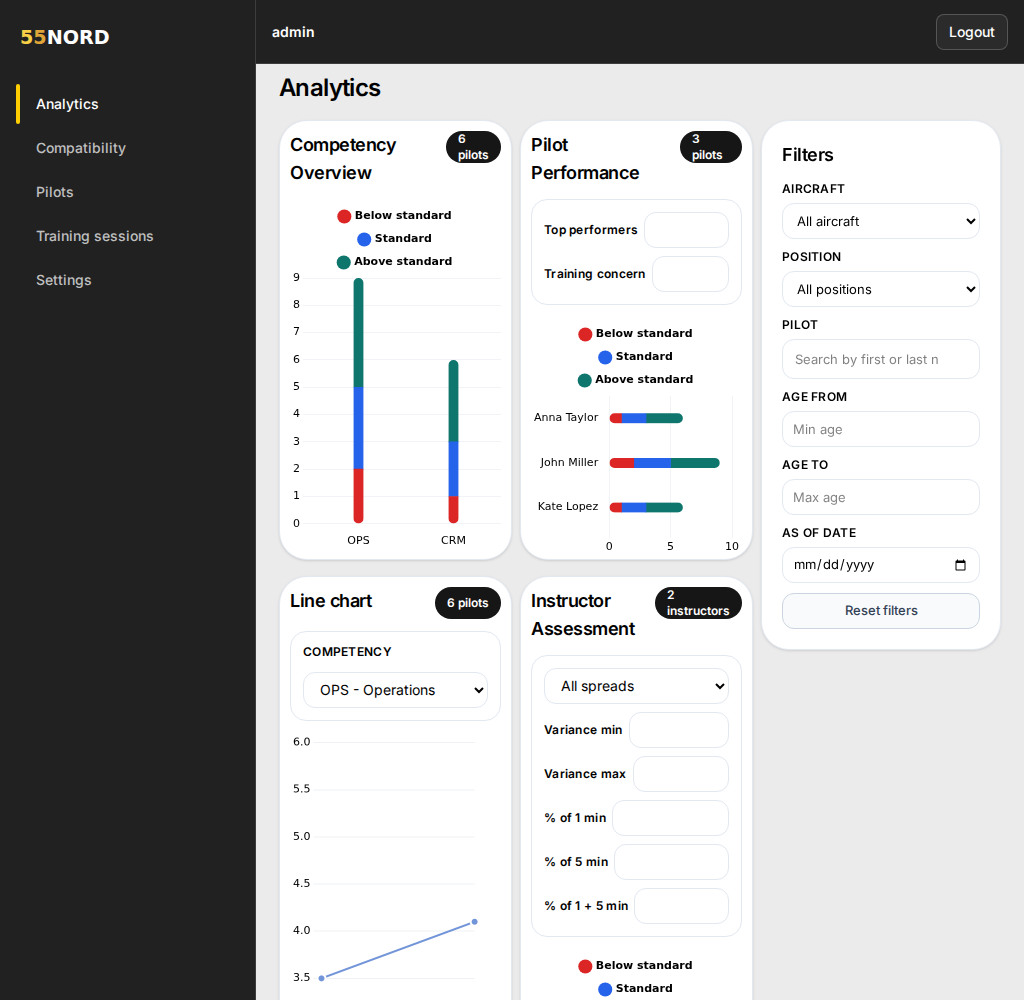 55NORD
Analytics
Compatibility
Pilots
Training sessions
Settings
admin
Logout
Analytics
Competency
Overview
6
pilots
Below standard
Standard
Above standard
9
8
7
6
5
4
3
2
1
0
OPS
CRM
Pilot
Performance
3
pilots
Top performers
Training concern
Below standard
Standard
Above standard
Anna Taylor
John Miller
Kate Lopez
0
5
10
Filters
AIRCRAFT
All aircraft
POSITION
All positions
PILOT
Search by first or last n
AGE FROM
Min age
AGE TO
Max age
AS OF DATE
mm/dd/yyyy
Reset filters
Line chart
6 pilots
COMPETENCY
OPS - Operations
6.0
5.5
5.0
4.5
4.0
3.5
Instructor
Assessment
2
instructors
All spreads
Variance min
Variance max
% of 1 min
% of 5 min
% of 1 + 5 min
Below standard
Standard